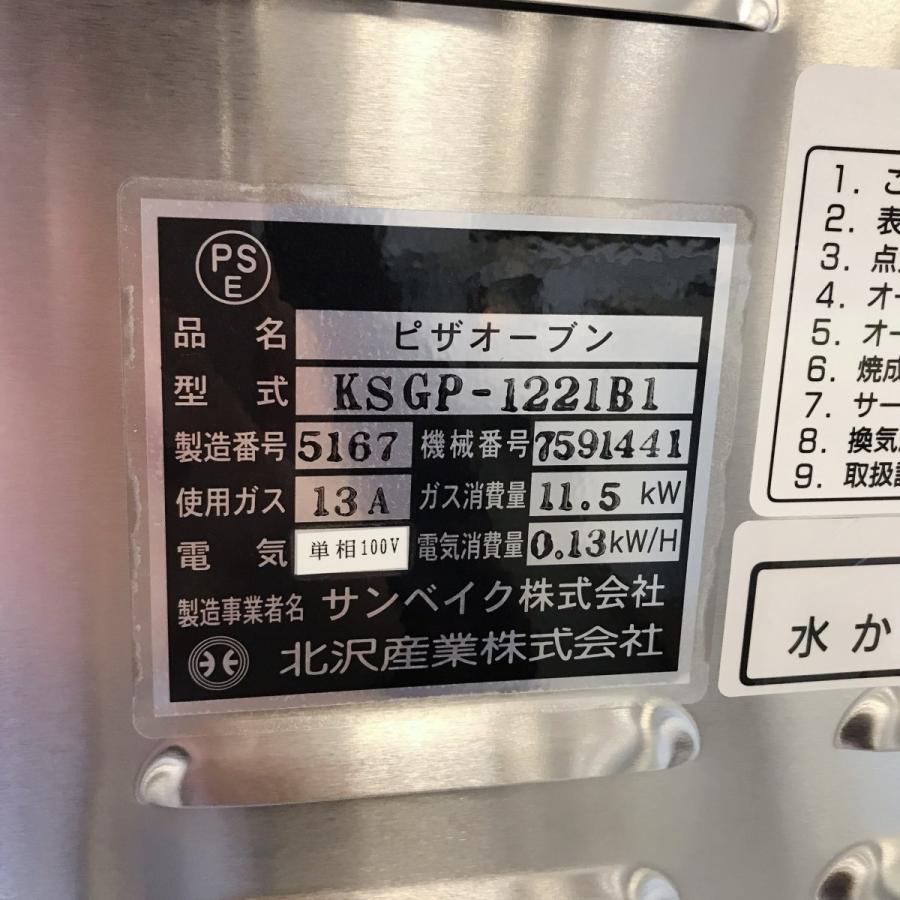 PS
E
品名 ピザオーブン
型式 KSGP-1221B1
製造番号 5167 機械番号 7591441
使用ガス 13A ガス消費量 11.5 kW
電気 単相100V 電気消費量 0.13kW/H
製造事業者名 サンベイク株式会社
北沢産業株式会社
1. こ
2. 表
3. 点
4. オー
5. オー
6. 焼成
7. サー
8. 換気
9. 取扱
水か